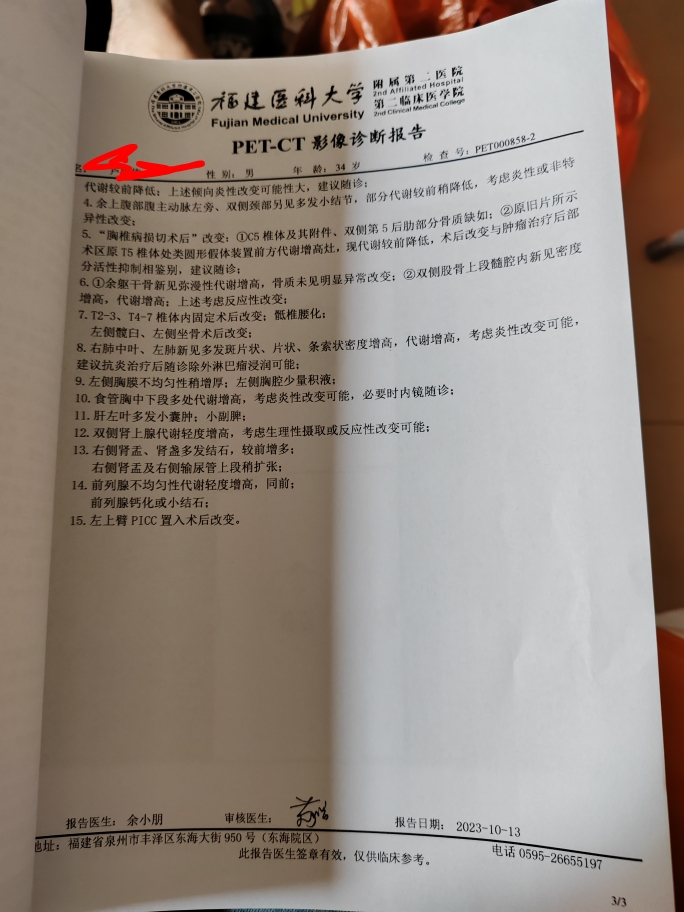 福建医科大学
附属第二医院
2nd Affiliated Hospital
第二临床医学院
2nd Clinical Medical College
Fujian Medical University
PET-CT 影像诊断报告
检查号：PET000858-2
名： 性别：男 年龄：34 岁
代谢较前降低；上述倾向炎性改变可能性大，建议随诊；
4. 余上腹部腹主动脉左旁、双侧颈部另见多发小结节，部分代谢较前稍降低，考虑炎性或非特
异性改变；
5. “胸椎病损切术后”改变：①C5椎体及其附件、双侧第5后肋部分骨质缺如；②原旧片所示
术区原T5椎体处类圆形假体装置前方代谢增高灶，现代谢较前降低，术后改变与肿瘤治疗后部
分活性抑制相鉴别，建议随诊；
6. ①余躯干骨新见弥漫性代谢增高，骨质未见明显异常改变；②双侧股骨上段髓腔内新见密度
增高，代谢增高；上述考虑反应性改变；
7. T2-3、T4-7椎体内固定术后改变；骶椎腰化；
左侧髋臼、左侧坐骨术后改变；
8. 右肺中叶、左肺新见多发斑片状、片状、条索状密度增高，代谢增高，考虑炎性改变可能，
建议抗炎治疗后随诊除外淋巴瘤浸润可能；
9. 左侧胸膜不均匀性稍增厚；左侧胸腔少量积液；
10. 食管胸中下段多处代谢增高，考虑炎性改变可能，必要时内镜随诊；
11. 肝左叶多发小囊肿；小副脾；
12. 双侧肾上腺代谢轻度增高，考虑生理性摄取或反应性改变可能；
13. 右侧肾盂、肾盏多发结石，较前增多；
右侧肾盂及右侧输尿管上段稍扩张；
14. 前列腺不均匀性代谢轻度增高，同前；
前列腺钙化或小结石；
15. 左上臂PICC置入术后改变。
报告医生：余小朋 审核医生： 报告日期：2023-10-13
地址：福建省泉州市丰泽区东海大街950号（东海院区） 电话 0595-26655197
此报告医生签章有效，仅供临床参考。
3/3